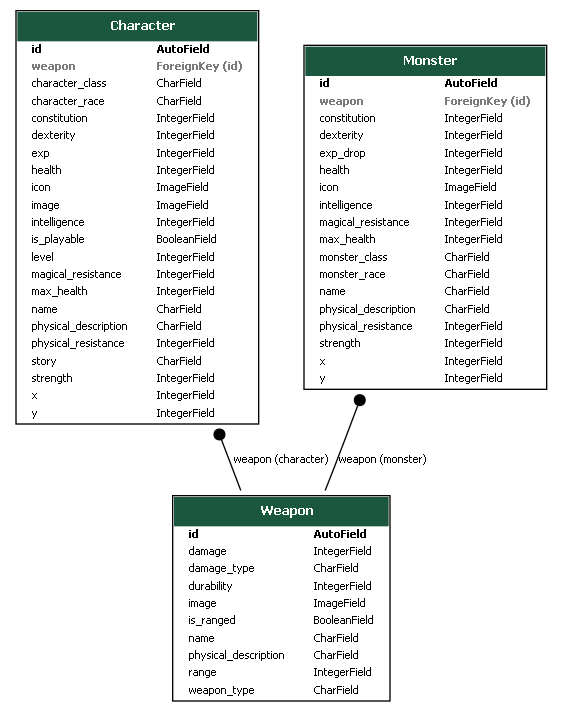 Character
id AutoField
weapon ForeignKey (id)
character_class CharField
character_race CharField
constitution IntegerField
dexterity IntegerField
exp IntegerField
health IntegerField
icon ImageField
image ImageField
intelligence IntegerField
is_playable BooleanField
level IntegerField
magical_resistance IntegerField
max_health IntegerField
name CharField
physical_description CharField
physical_resistance IntegerField
story CharField
strength IntegerField
x IntegerField
y IntegerField
Monster
id AutoField
weapon ForeignKey (id)
constitution IntegerField
dexterity IntegerField
exp_drop IntegerField
health IntegerField
icon ImageField
intelligence IntegerField
magical_resistance IntegerField
max_health IntegerField
monster_class CharField
monster_race CharField
name CharField
physical_description CharField
physical_resistance IntegerField
strength IntegerField
x IntegerField
y IntegerField
weapon (character)
weapon (monster)
Weapon
id AutoField
damage IntegerField
damage_type CharField
durability IntegerField
image ImageField
is_ranged BooleanField
name CharField
physical_description CharField
range IntegerField
weapon_type CharField